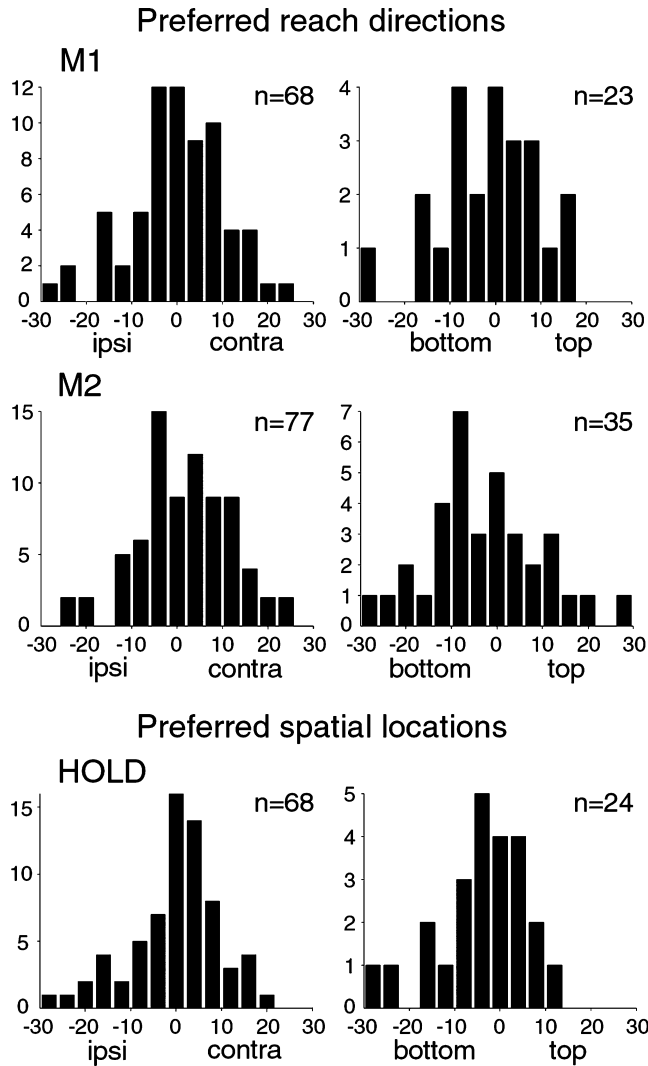 Preferred reach directions
M1
12
10
8
6
4
2
0
n=68
-30 -20 -10 0 10 20 30
ipsi contra
4
3
2
1
0
n=23
-30 -20 -10 0 10 20 30
bottom top
M2
15
10
5
0
n=77
-30 -20 -10 0 10 20 30
ipsi contra
7
6
5
4
3
2
1
0
n=35
-30 -20 -10 0 10 20 30
bottom top
Preferred spatial locations
HOLD
15
10
5
0
n=68
-30 -20 -10 0 10 20 30
ipsi contra
5
4
3
2
1
0
n=24
-30 -20 -10 0 10 20 30
bottom top